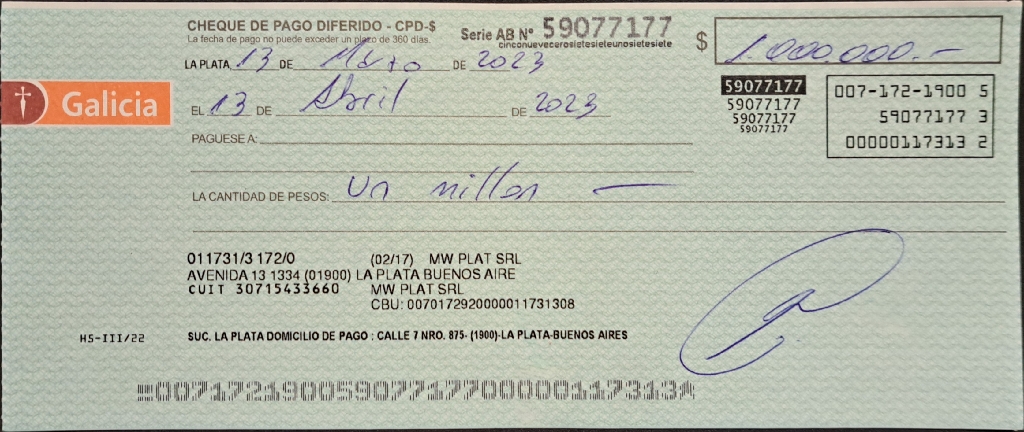 CHEQUE DE PAGO DIFERIDO - CPD-$
La fecha de pago no puede exceder un plazo de 360 días.
Serie AB Nº 59077177
cinconuevecerosietesieteunosietesiete
$ 1.000.000.-
LA PLATA, 13 DE Marzo DE 2023
Galicia
EL 13 DE Abril DE 2023
59077177
59077177
59077177
59077177
007-172-1900 5
59077177 3
00000117313 2
PAGUESE A:
LA CANTIDAD DE PESOS: Un millon —
011731/3 172/0 (02/17) MW PLAT SRL
AVENIDA 13 1334 (01900) LA PLATA BUENOS AIRE
CUIT 30715433660 MW PLAT SRL
CBU: 0070172920000011731308
HS-III/22
SUC. LA PLATA DOMICILIO DE PAGO : CALLE 7 NRO. 875- (1900)-LA PLATA-BUENOS AIRES
00717219005907717700000117313